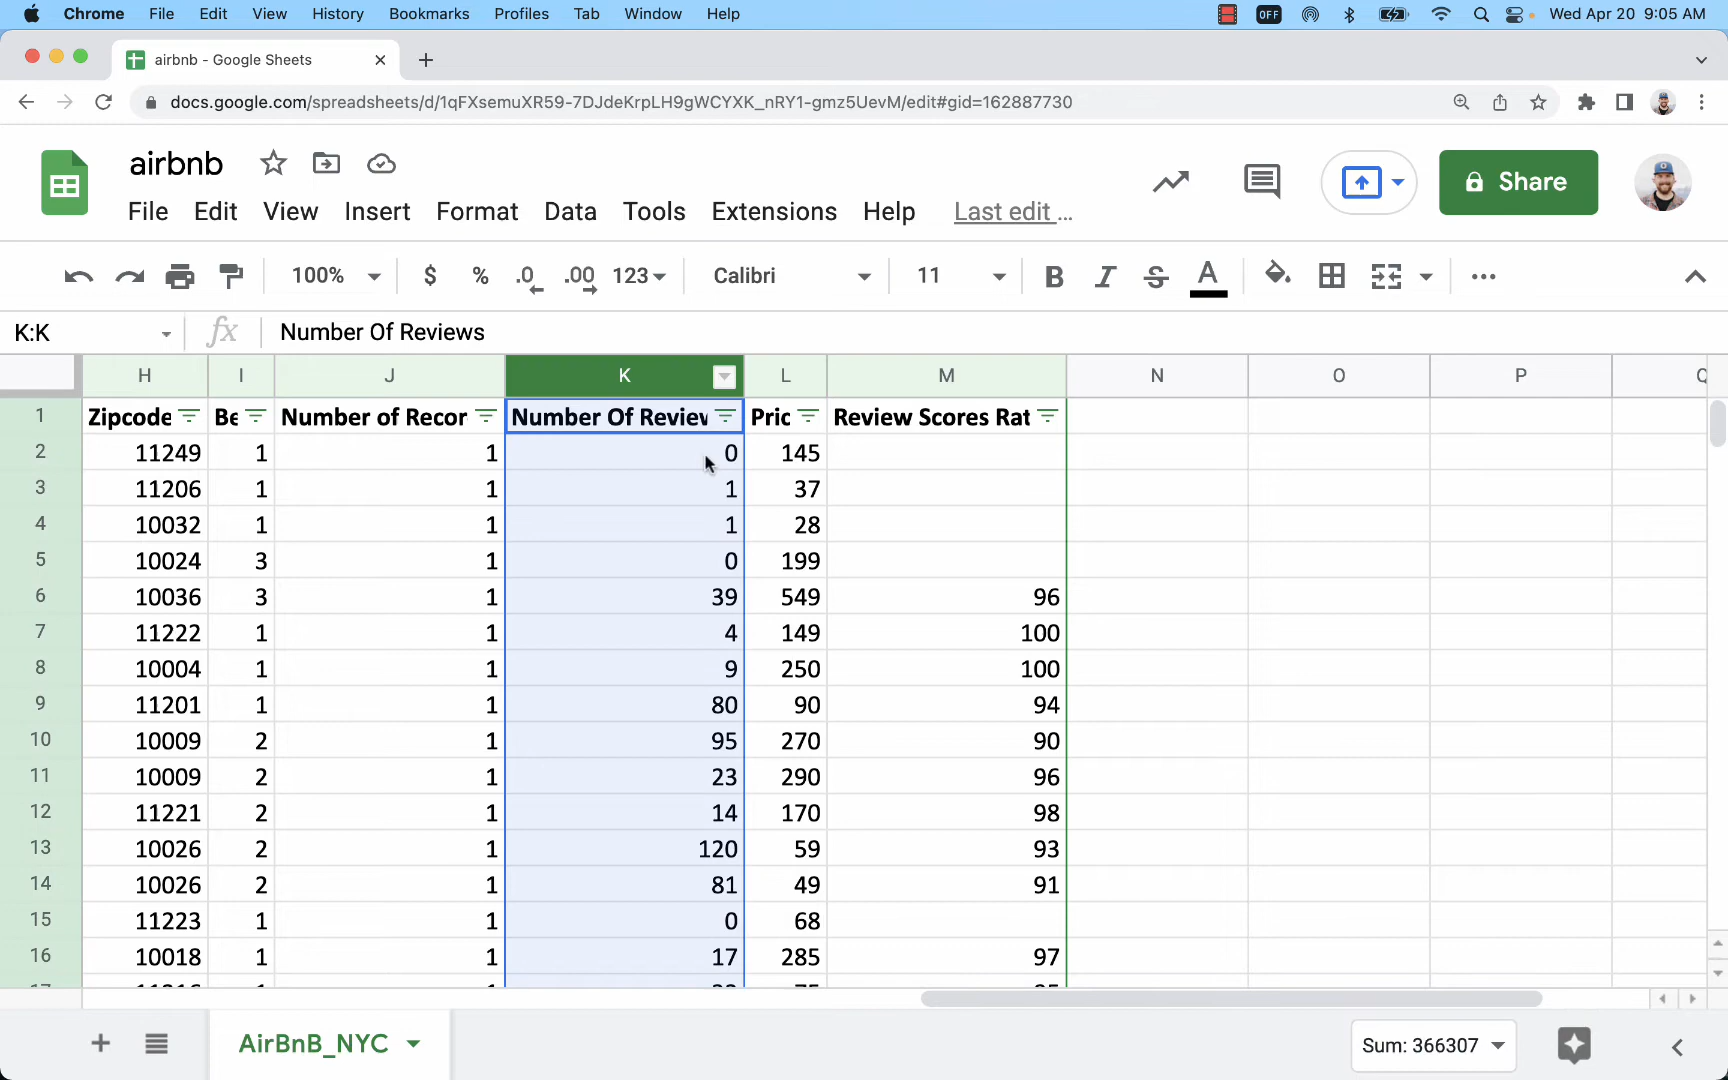 Chrome File Edit View History Bookmarks Profiles Tab Window Help OFF Wed Apr 20 9:05 AM
airbnb - Google Sheets
docs.google.com/spreadsheets/d/1qFXsemuXR59-7DJdeKrpLH9gWCYXK_nRY1-gmz5UevM/edit#gid=162887730
airbnb
Share
File Edit View Insert Format Data Tools Extensions Help Last edit ...
100% $ % .0 .00 123 Calibri 11 B I S A
K:K fx Number Of Reviews
H I J K L M N O P Q
1 Zipcode Be Number of Recor Number Of Review Pric Review Scores Rat
2 11249 1 1 0 145
3 11206 1 1 1 37
4 10032 1 1 1 28
5 10024 3 1 0 199
6 10036 3 1 39 549 96
7 11222 1 1 4 149 100
8 10004 1 1 9 250 100
9 11201 1 1 80 90 94
10 10009 2 1 95 270 90
11 10009 2 1 23 290 96
12 11221 2 1 14 170 98
13 10026 2 1 120 59 93
14 10026 2 1 81 49 91
15 11223 1 1 0 68
16 10018 1 1 17 285 97
AirBnB_NYC Sum: 366307